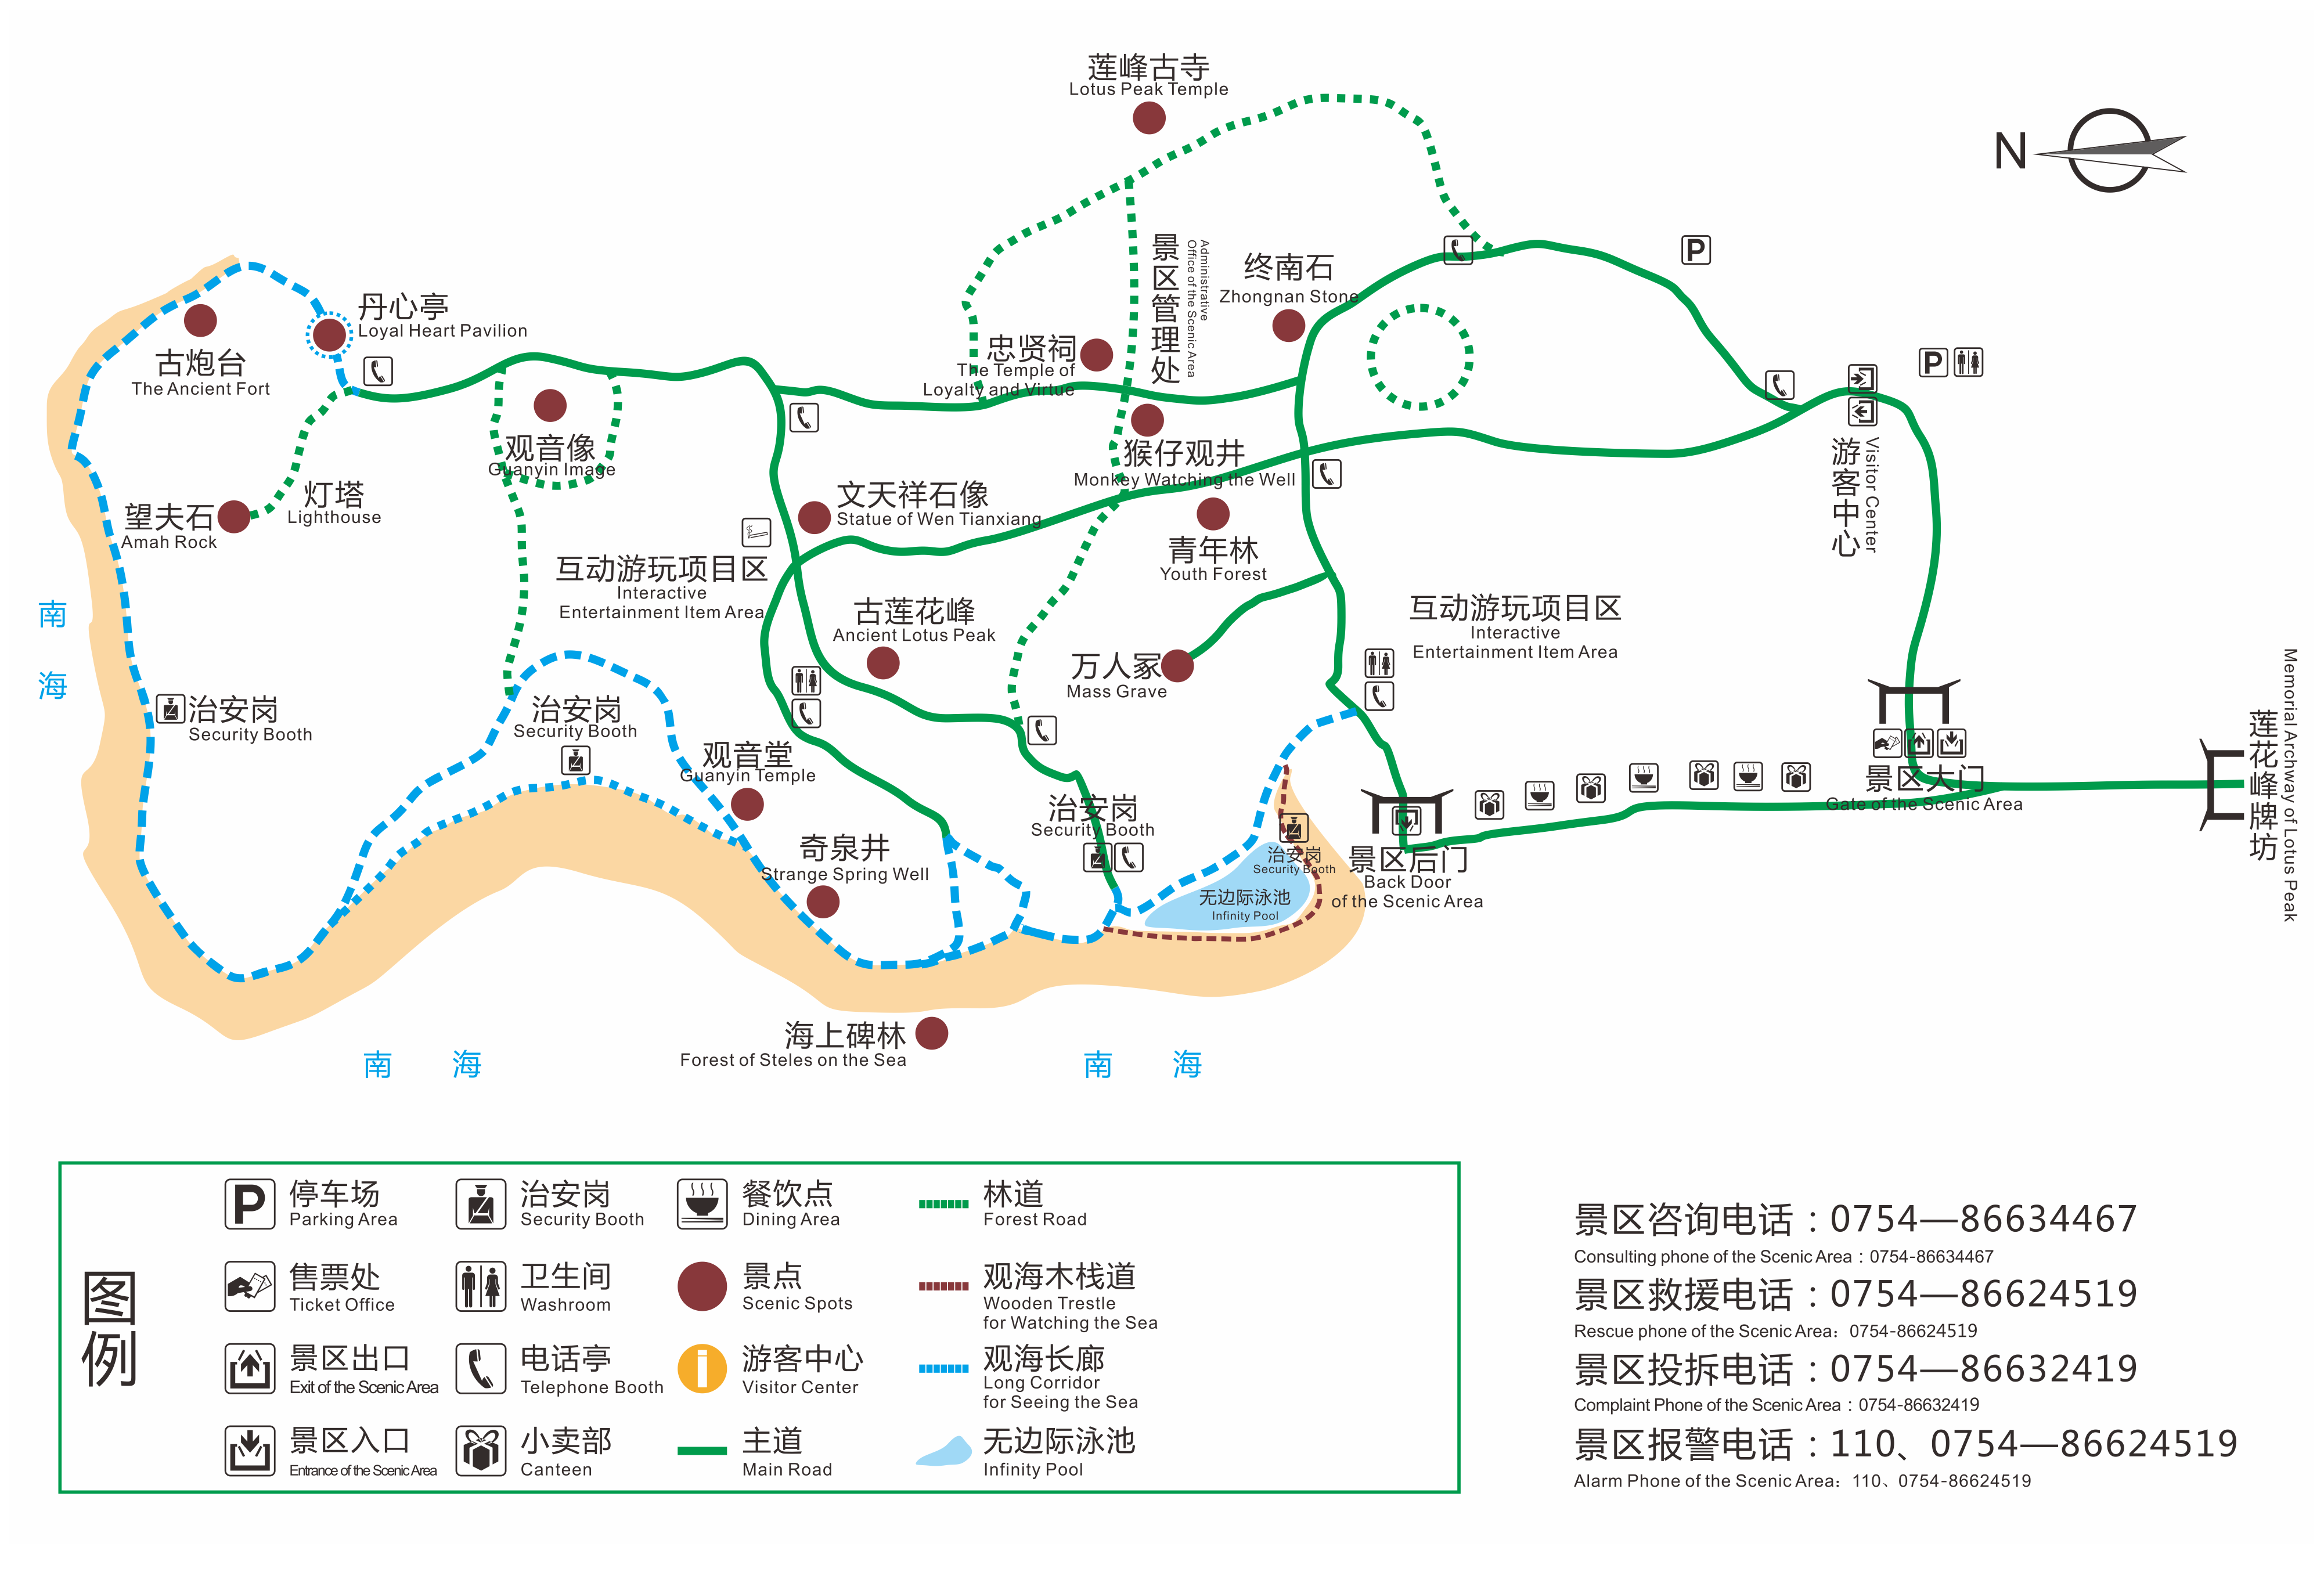 莲峰古寺
Lotus Peak Temple
N
P
丹心亭
Loyal Heart Pavilion
古炮台
The Ancient Fort
景区管理处
Administrative
Office of the Scenic Area
终南石
Zhongnan Stone
忠贤祠
The Temple of
Loyalty and Virtue
P
观音像
Guanyin Image
猴仔观井
Monkey Watching the Well
游客中心
Visitor Center
望夫石
Amah Rock
灯塔
Lighthouse
文天祥石像
Statue of Wen Tianxiang
青年林
Youth Forest
互动游玩项目区
Interactive
Entertainment Item Area
古莲花峰
Ancient Lotus Peak
互动游玩项目区
Interactive
Entertainment Item Area
南
海
万人冢
Mass Grave
治安岗
Security Booth
治安岗
Security Booth
观音堂
Guanyin Temple
莲花峰牌坊
Memorial Archway of Lotus Peak
景区大门
Gate of the Scenic Area
治安岗
Security Booth
奇泉井
Strange Spring Well
治安岗
Security Booth
景区后门
Back Door
of the Scenic Area
无边际泳池
Infinity Pool
海上碑林
Forest of Steles on the Sea
南 海
南 海
图例
P
停车场
Parking Area
治安岗
Security Booth
餐饮点
Dining Area
林道
Forest Road
售票处
Ticket Office
卫生间
Washroom
景点
Scenic Spots
观海木栈道
Wooden Trestle
for Watching the Sea
景区出口
Exit of the Scenic Area
电话亭
Telephone Booth
i
游客中心
Visitor Center
观海长廊
Long Corridor
for Seeing the Sea
景区入口
Entrance of the Scenic Area
小卖部
Canteen
主道
Main Road
无边际泳池
Infinity Pool
景区咨询电话：0754—86634467
Consulting phone of the Scenic Area：0754-86634467
景区救援电话：0754—86624519
Rescue phone of the Scenic Area：0754-86624519
景区投拆电话：0754—86632419
Complaint Phone of the Scenic Area：0754-86632419
景区报警电话：110、0754—86624519
Alarm Phone of the Scenic Area：110、0754-86624519